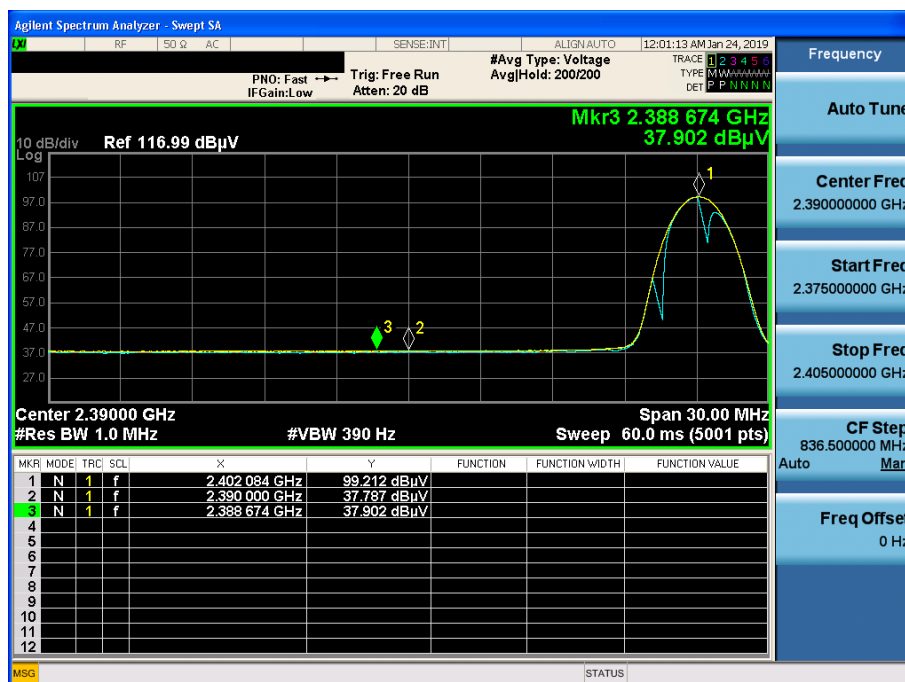 Agilent Spectrum Analyzer - Swept SA
LXI RF 50 Ω AC SENSE:INT ALIGN AUTO 12:01:13 AM Jan 24, 2019
PNO: Fast
IFGain:Low
Trig: Free Run
Atten: 20 dB
#Avg Type: Voltage
Avg|Hold: 200/200
TRACE 1 2 3 4 5 6
TYPE MWWWWW
DET P P N N N N
Mkr3 2.388 674 GHz
37.902 dBµV
10 dB/div Ref 116.99 dBµV
Log
107
97.0
87.0
77.0
67.0
57.0
47.0
37.0
27.0
1
3
2
Center 2.39000 GHz Span 30.00 MHz
#Res BW 1.0 MHz #VBW 390 Hz Sweep 60.0 ms (5001 pts)
MKR MODE TRC SCL X Y FUNCTION FUNCTION WIDTH FUNCTION VALUE
1 N 1 f 2.402 084 GHz 99.212 dBµV
2 N 1 f 2.390 000 GHz 37.787 dBµV
3 N 1 f 2.388 674 GHz 37.902 dBµV
4
5
6
7
8
9
10
11
12
MSG STATUS
Frequency
Auto Tune
Center Freq
2.390000000 GHz
Start Freq
2.375000000 GHz
Stop Freq
2.405000000 GHz
CF Step
836.500000 MHz
Auto Man
Freq Offset
0 Hz